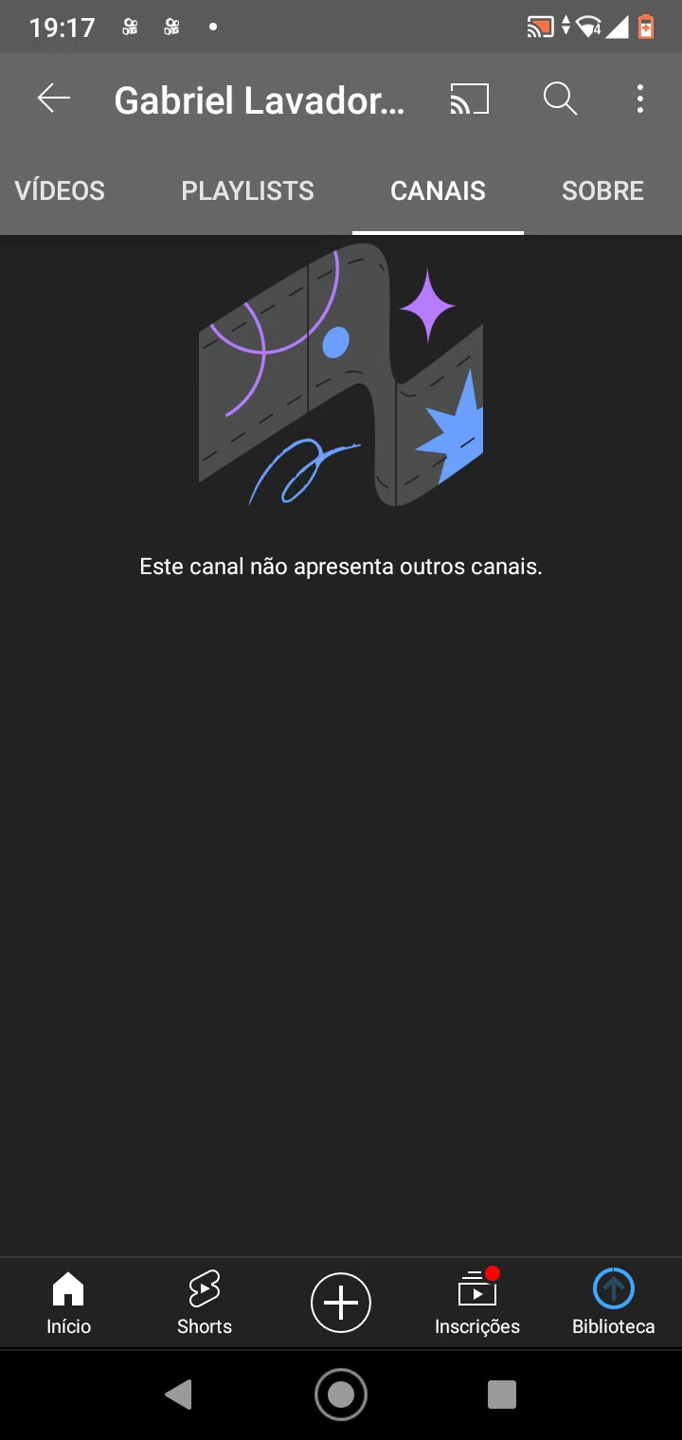 19:17
Gabriel Lavador...
VÍDEOS PLAYLISTS CANAIS SOBRE
Este canal não apresenta outros canais.
Início Shorts Inscrições Biblioteca